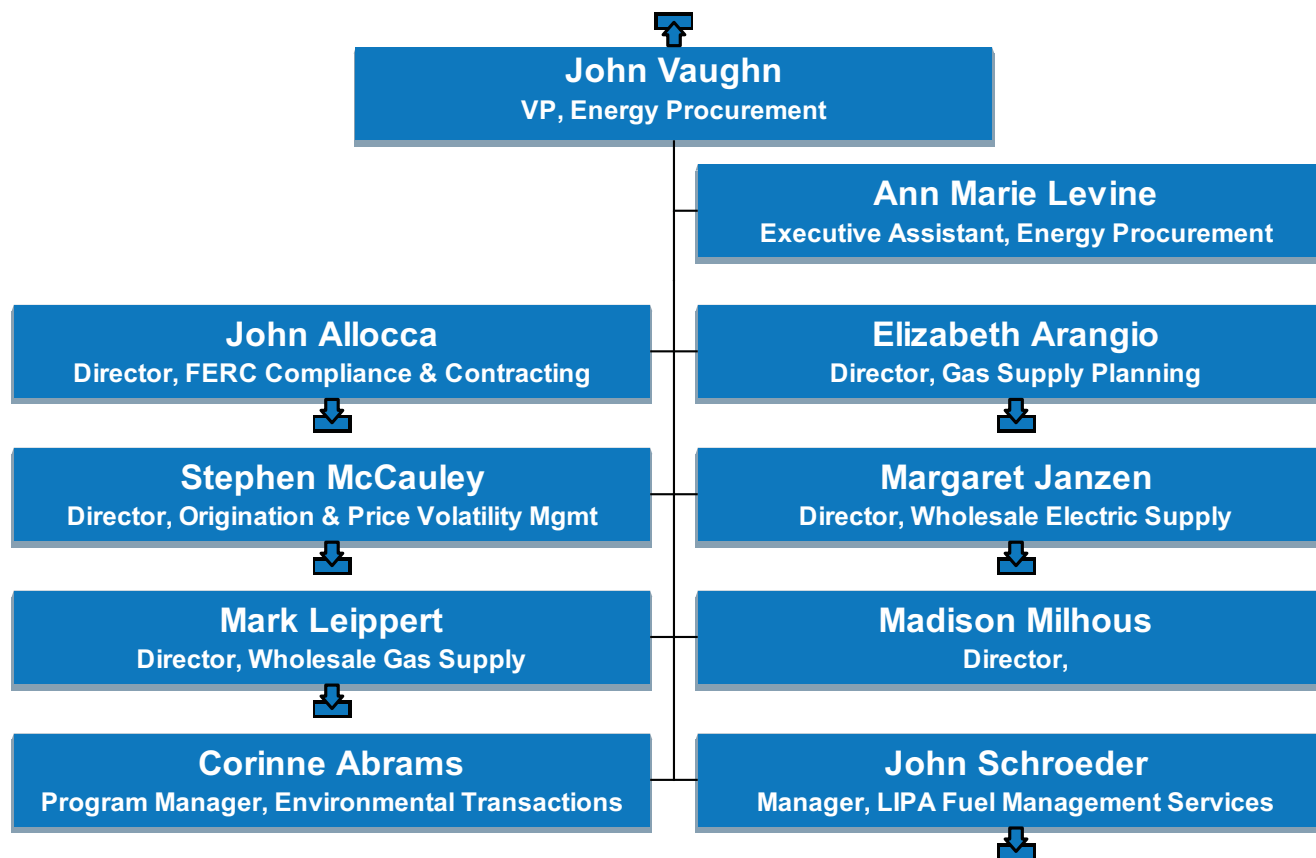 John Vaughn
VP, Energy Procurement
Ann Marie Levine
Executive Assistant, Energy Procurement
John Allocca
Director, FERC Compliance & Contracting
Elizabeth Arangio
Director, Gas Supply Planning
Stephen McCauley
Director, Origination & Price Volatility Mgmt
Margaret Janzen
Director, Wholesale Electric Supply
Mark Leippert
Director, Wholesale Gas Supply
Madison Milhous
Director,
Corinne Abrams
Program Manager, Environmental Transactions
John Schroeder
Manager, LIPA Fuel Management Services